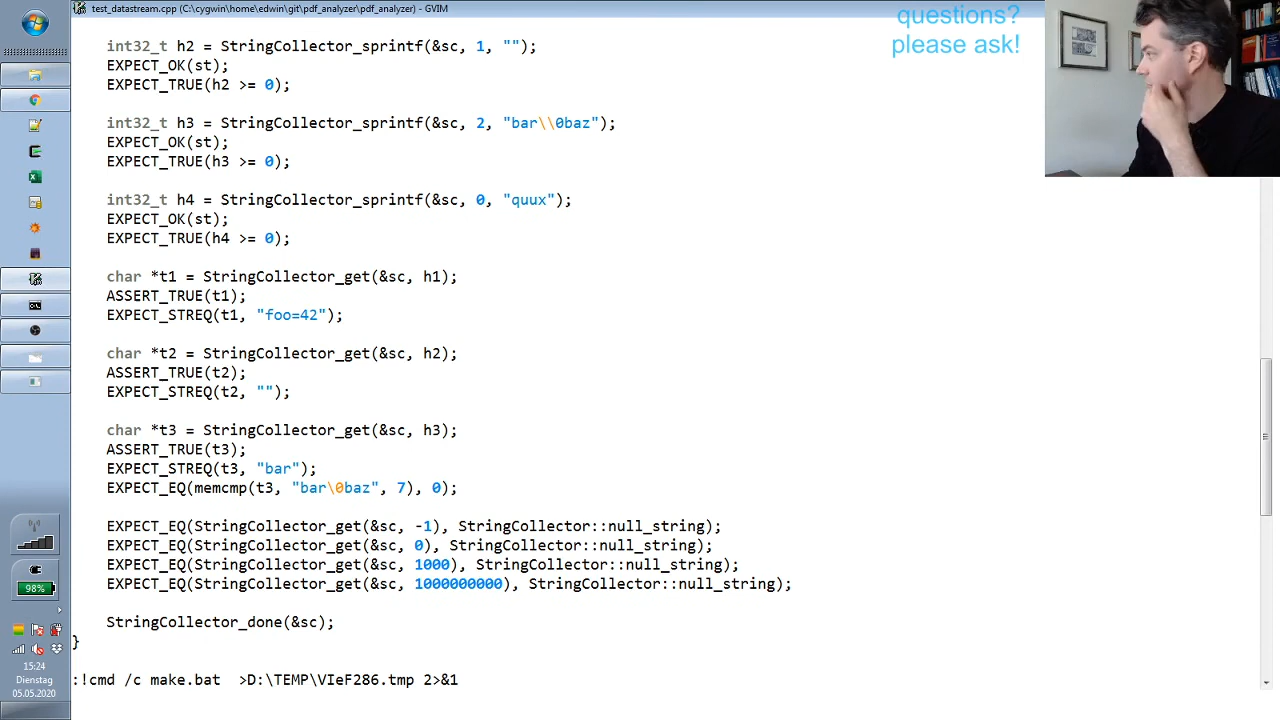 test_datastream.cpp (C:\cygwin\home\edwin\git\pdf_analyzer\pdf_analyzer) - GVIM
questions?
please ask!
int32_t h2 = StringCollector_sprintf(&sc, 1, "");
EXPECT_OK(st);
EXPECT_TRUE(h2 >= 0);
int32_t h3 = StringCollector_sprintf(&sc, 2, "bar\\0baz");
EXPECT_OK(st);
EXPECT_TRUE(h3 >= 0);
int32_t h4 = StringCollector_sprintf(&sc, 0, "quux");
EXPECT_OK(st);
EXPECT_TRUE(h4 >= 0);
char *t1 = StringCollector_get(&sc, h1);
ASSERT_TRUE(t1);
EXPECT_STREQ(t1, "foo=42");
char *t2 = StringCollector_get(&sc, h2);
ASSERT_TRUE(t2);
EXPECT_STREQ(t2, "");
char *t3 = StringCollector_get(&sc, h3);
ASSERT_TRUE(t3);
EXPECT_STREQ(t3, "bar");
EXPECT_EQ(memcmp(t3, "bar\0baz", 7), 0);
EXPECT_EQ(StringCollector_get(&sc, -1), StringCollector::null_string);
EXPECT_EQ(StringCollector_get(&sc, 0), StringCollector::null_string);
EXPECT_EQ(StringCollector_get(&sc, 1000), StringCollector::null_string);
EXPECT_EQ(StringCollector_get(&sc, 1000000000), StringCollector::null_string);
StringCollector_done(&sc);
}
:!cmd /c make.bat  >D:\TEMP\VIeF286.tmp 2>&1
98%
15:24
Dienstag
05.05.2020